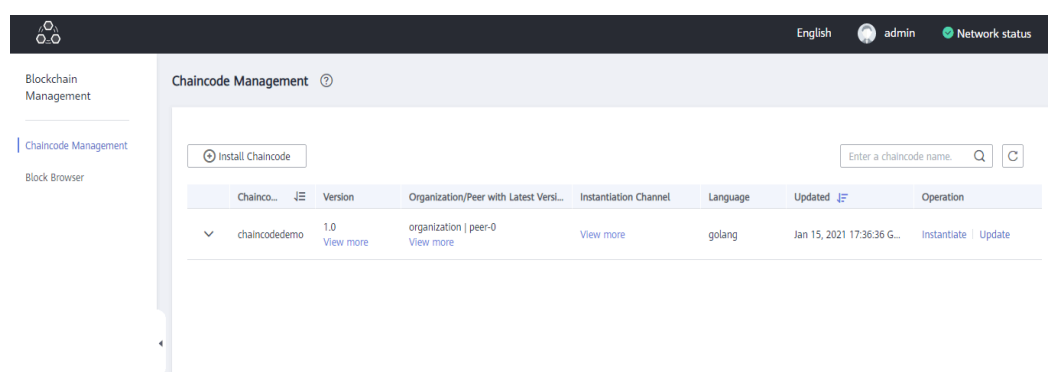 English admin Network status
Blockchain
Management
Chaincode Management
Chaincode Management
Block Browser
Install Chaincode
Enter a chaincode name.
Chainco... Version Organization/Peer with Latest Versi... Instantiation Channel Language Updated Operation
chaincodedemo 1.0 organization | peer-0 golang Jan 15, 2021 17:36:36 G... Instantiate Update
View more View more View more